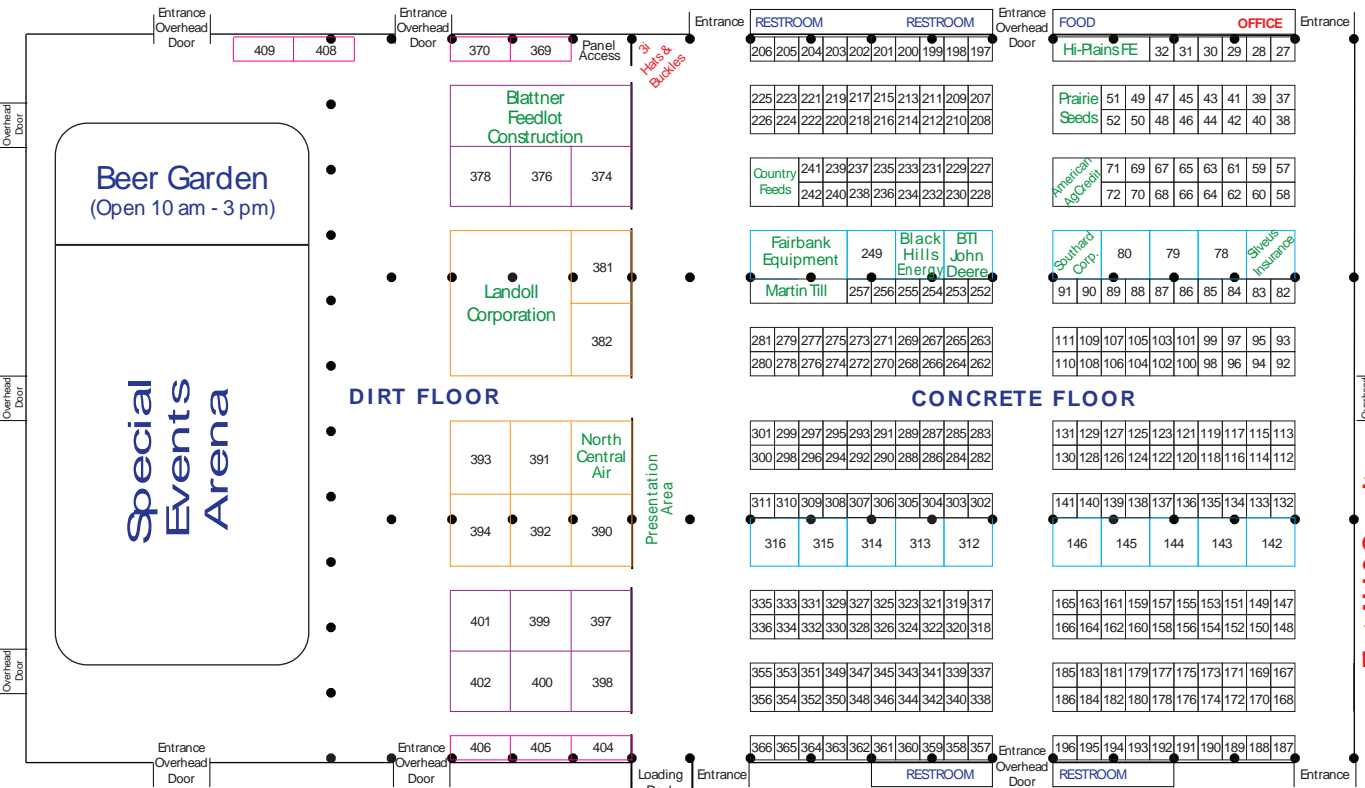 Entrance
Overhead
Door
Entrance
Overhead
Door
Entrance
RESTROOM RESTROOM
Entrance
Overhead
Door
FOOD OFFICE
Entrance
409 408
370 369
Panel
Access
3i
Hats &
Buckles
206 205 204 203 202 201 200 199 198 197
Hi-Plains FE 32 31 30 29 28 27
Overhead
Door
Beer Garden
(Open 10 am - 3 pm)
Blattner
Feedlot
Construction
378 376 374
225 223 221 219 217 215 213 211 209 207
226 224 222 220 218 216 214 212 210 208
Prairie
Seeds
51 49 47 45 43 41 39 37
52 50 48 46 44 42 40 38
Country
Feeds
241 239 237 235 233 231 229 227
242 240 238 236 234 232 230 228
American
AgCredit
71 69 67 65 63 61 59 57
72 70 68 66 64 62 60 58
Landoll
Corporation
381
382
Fairbank
Equipment
249
Black
Hills
Energy
BTI
John
Deere
Martin Till 257 256 255 254 253 252
Southard
Corp.
80 79 78
Silveus
Insurance
91 90 89 88 87 86 85 84 83 82
281 279 277 275 273 271 269 267 265 263
280 278 276 274 272 270 268 266 264 262
111 109 107 105 103 101 99 97 95 93
110 108 106 104 102 100 98 96 94 92
Overhead
Door
Special
Events
Arena
DIRT FLOOR
CONCRETE FLOOR
Overhead
393 391
North
Central
Air
394 392 390
Presentation
Area
301 299 297 295 293 291 289 287 285 283
300 298 296 294 292 290 288 286 284 282
131 129 127 125 123 121 119 117 115 113
130 128 126 124 122 120 118 116 114 112
311 310 309 308 307 306 305 304 303 302
316 315 314 313 312
141 140 139 138 137 136 135 134 133 132
146 145 144 143 142
401 399 397
402 400 398
335 333 331 329 327 325 323 321 319 317
336 334 332 330 328 326 324 322 320 318
165 163 161 159 157 155 153 151 149 147
166 164 162 160 158 156 154 152 150 148
Overhead
Door
355 353 351 349 347 345 343 341 339 337
356 354 352 350 348 346 344 342 340 338
185 183 181 179 177 175 173 171 169 167
186 184 182 180 178 176 174 172 170 168
Entrance
Overhead
Door
Entrance
Overhead
Door
406 405 404
366 365 364 363 362 361 360 359 358 357
196 195 194 193 192 191 190 189 188 187
Loading
Entrance
RESTROOM
Entrance
Overhead
Door
RESTROOM
Entrance